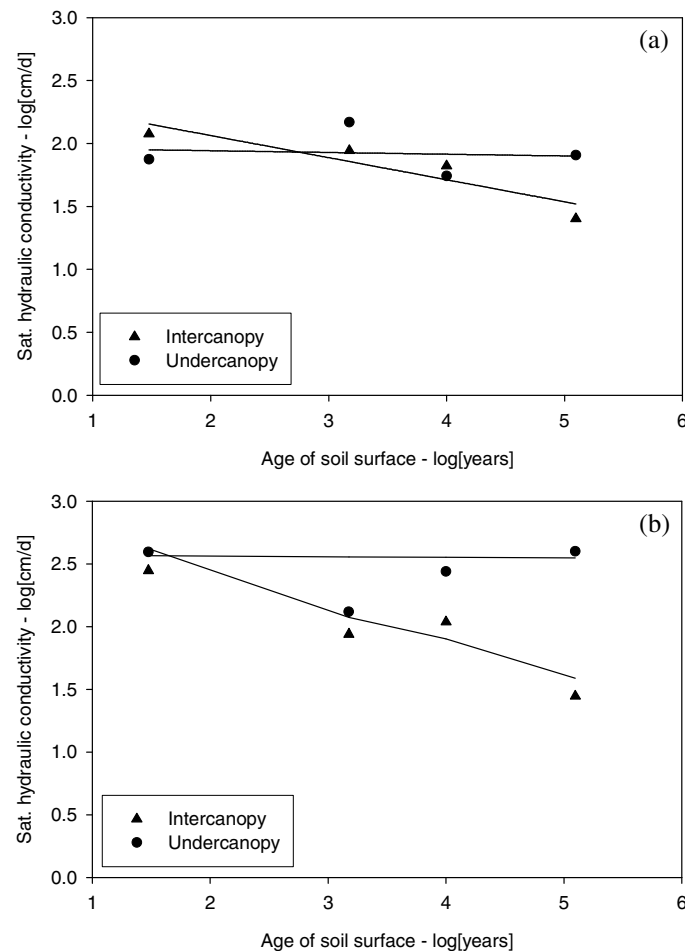 (a)
3.0
2.5
2.0
1.5
1.0
0.5
0.0
Sat. hydraulic conductivity - log[cm/d]
Intercanopy
Undercanopy
1 2 3 4 5 6
Age of soil surface - log[years]
(b)
3.0
2.5
2.0
1.5
1.0
0.5
0.0
Sat. hydraulic conductivity - log[cm/d]
Intercanopy
Undercanopy
1 2 3 4 5 6
Age of soil surface - log[years]